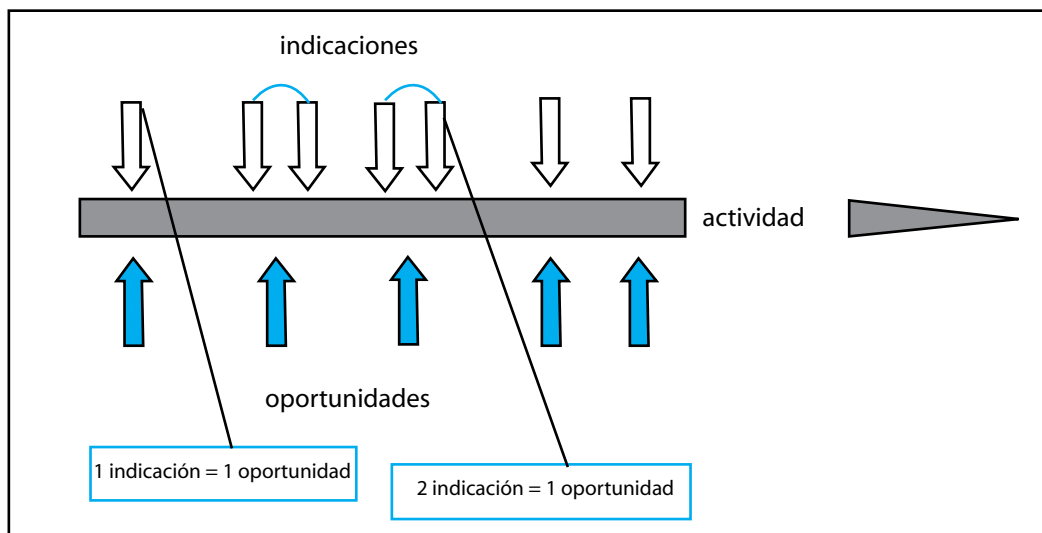 indicaciones
actividad
oportunidades
1 indicación = 1 oportunidad
2 indicación = 1 oportunidad